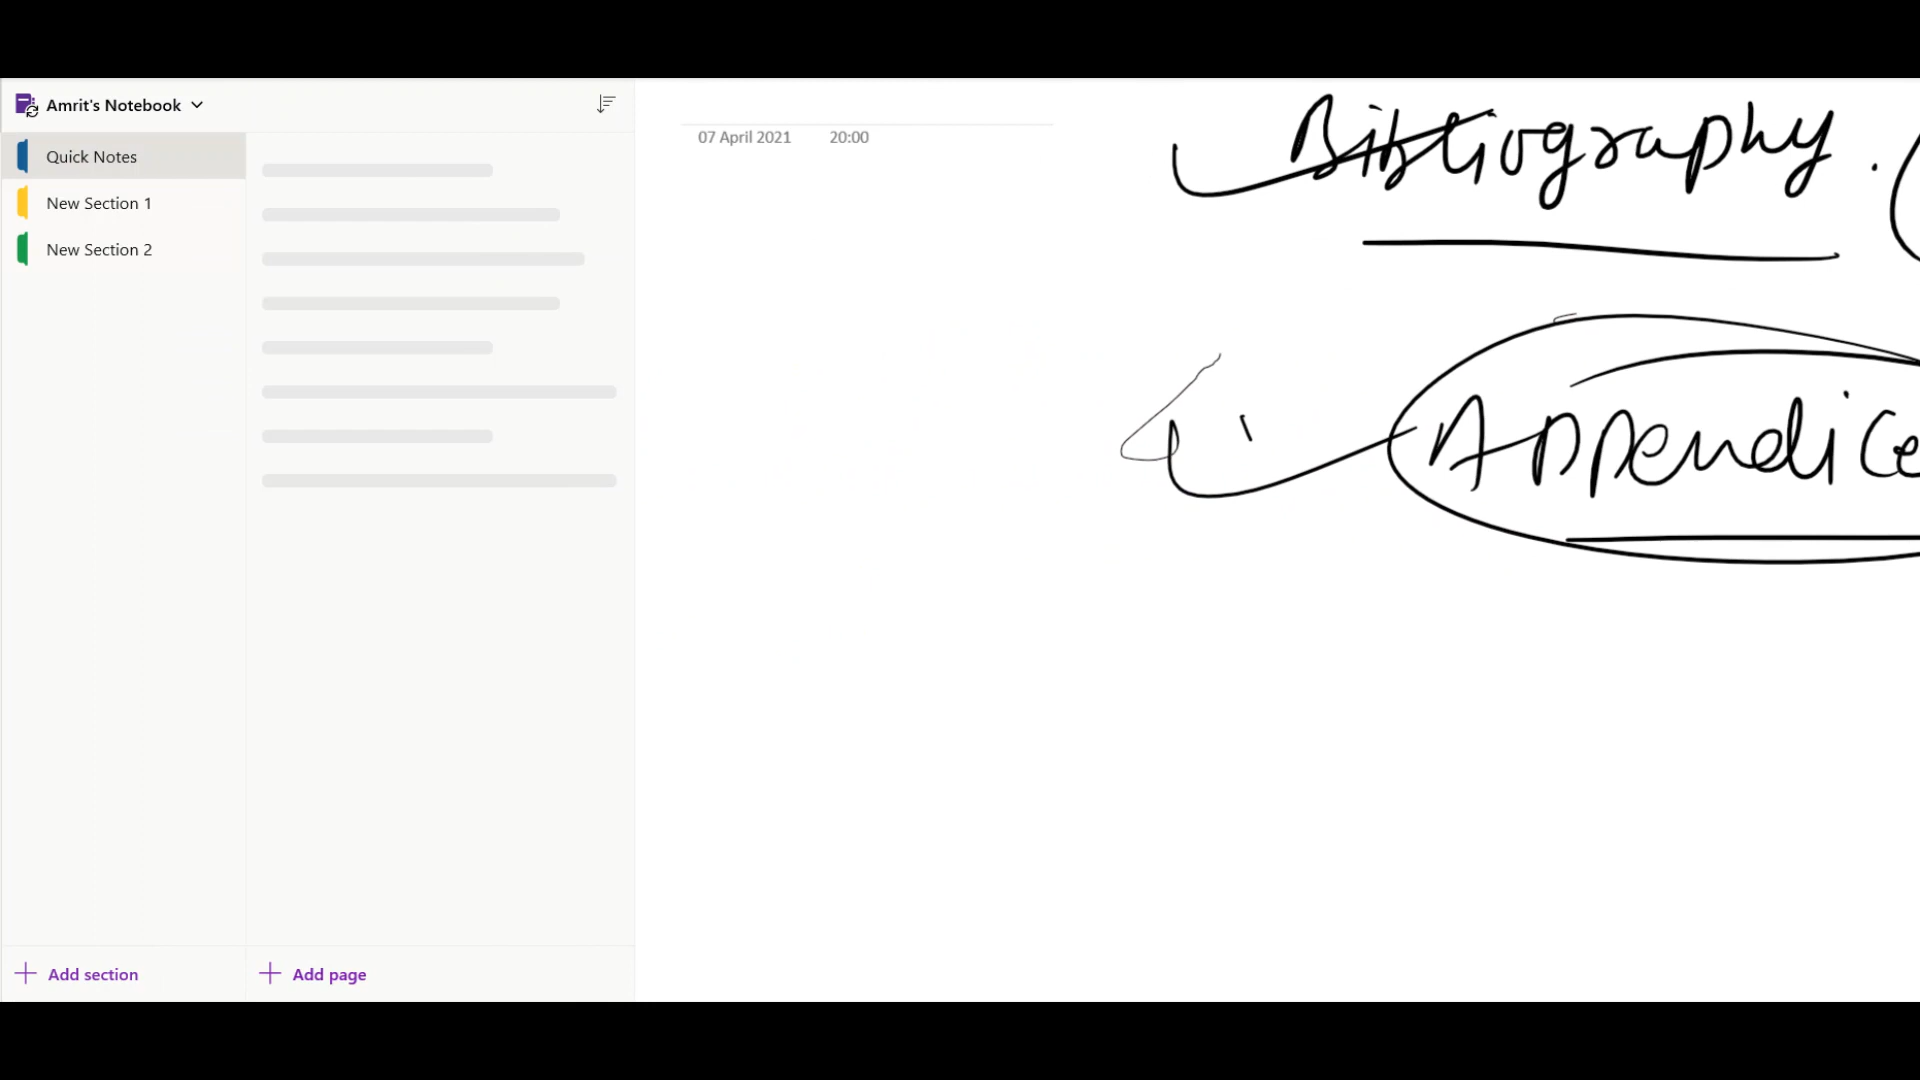 Amrit's Notebook
Quick Notes
New Section 1
New Section 2
Add section
Add page
07 April 2021 20:00
Bibliography.
Appendice